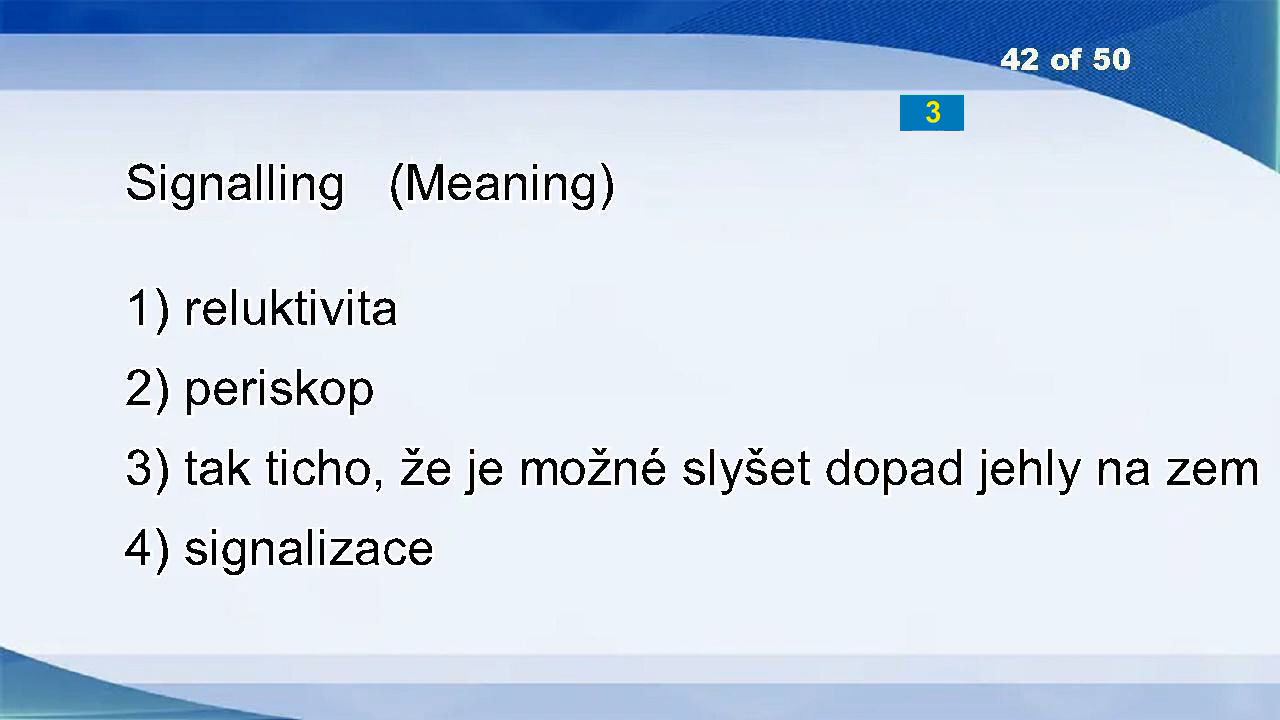 42 of 50
3
Signalling (Meaning)
1) reluktivita
2) periskop
3) tak ticho, že je možné slyšet dopad jehly na zem
4) signalizace